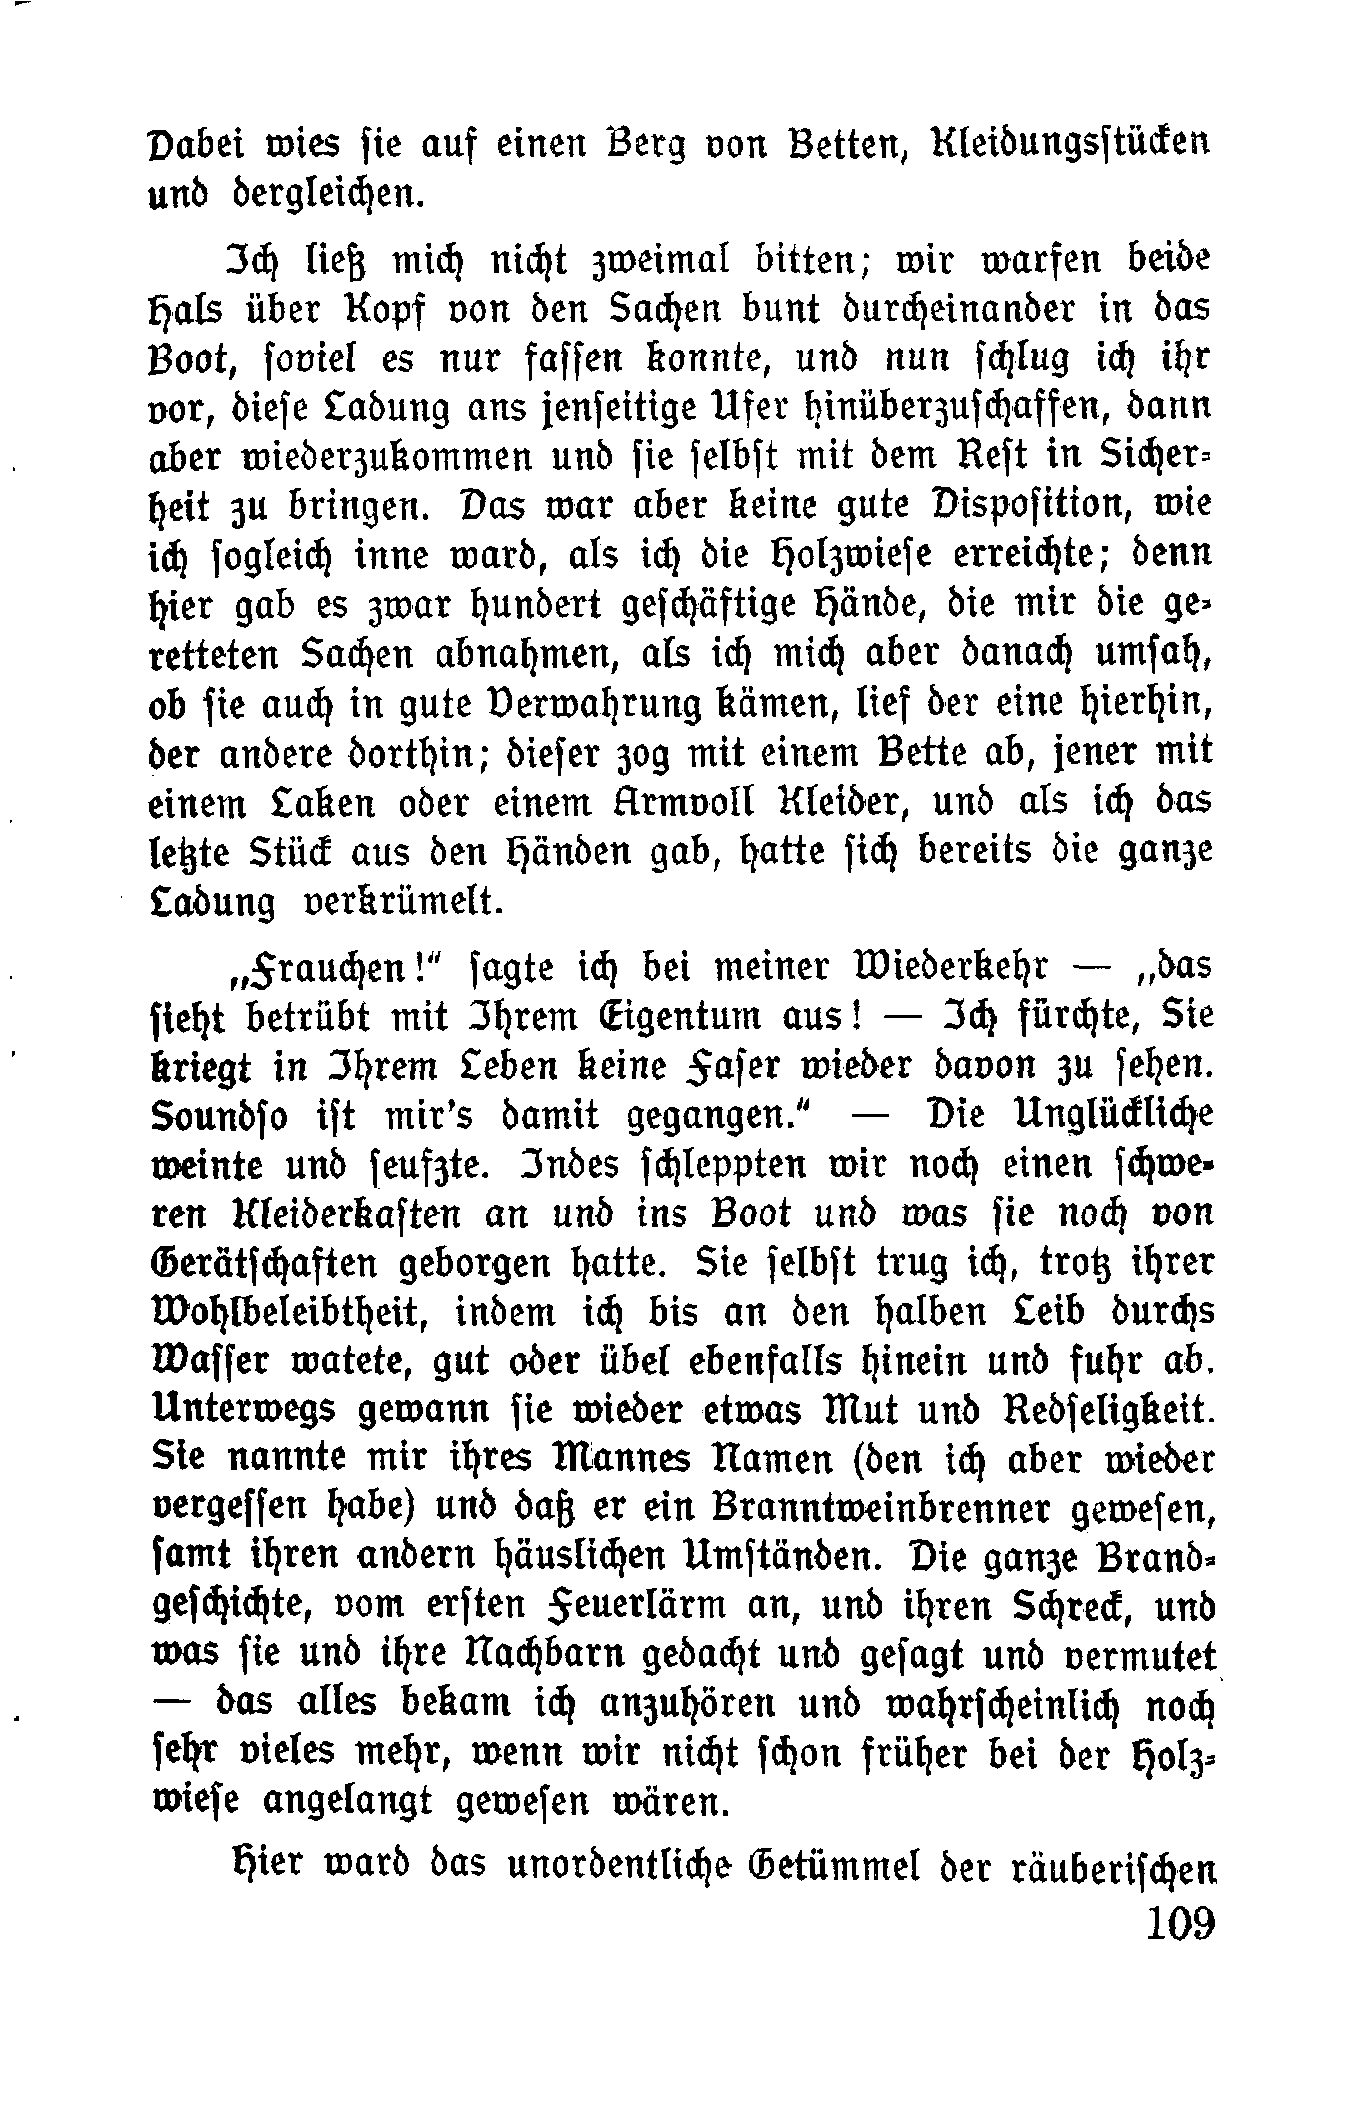 Dabei wies sie auf einen Berg von Betten, Kleidungsstücken
und dergleichen.
Ich ließ mich nicht zweimal bitten; wir warfen beide
Hals über Kopf von den Sachen bunt durcheinander in das
Boot, soviel es nur fassen konnte, und nun schlug ich ihr
vor, diese Ladung ans jenseitige Ufer hinüberzuschaffen, dann
aber wiederzukommen und sie selbst mit dem Rest in Sicher-
heit zu bringen. Das war aber keine gute Disposition, wie
ich sogleich inne ward, als ich die Holzwiese erreichte; denn
hier gab es zwar hundert geschäftige Hände, die mir die ge-
retteten Sachen abnahmen, als ich mich aber danach umsah,
ob sie auch in gute Verwahrung kämen, lief der eine hierhin,
der andere dorthin; dieser zog mit einem Bette ab, jener mit
einem Laken oder einem Armvoll Kleider, und als ich das
letzte Stück aus den Händen gab, hatte sich bereits die ganze
Ladung verkrümelt.
„Frauchen!" sagte ich bei meiner Wiederkehr — „das
sieht betrübt mit Ihrem Eigentum aus! — Ich fürchte, Sie
kriegt in Ihrem Leben keine Faser wieder davon zu sehen.
Soundso ist mir's damit gegangen." — Die Unglückliche
weinte und seufzte. Indes schleppten wir noch einen schwe-
ren Kleiderkasten an und ins Boot und was sie noch von
Gerätschaften geborgen hatte. Sie selbst trug ich, trotz ihrer
Wohlbeleibtheit, indem ich bis an den halben Leib durchs
Wasser watete, gut oder übel ebenfalls hinein und fuhr ab.
Unterwegs gewann sie wieder etwas Mut und Redseligkeit.
Sie nannte mir ihres Mannes Namen (den ich aber wieder
vergessen habe) und daß er ein Branntweinbrenner gewesen,
samt ihren andern häuslichen Umständen. Die ganze Brand-
geschichte, vom ersten Feuerlärm an, und ihren Schreck, und
was sie und ihre Nachbarn gedacht und gesagt und vermutet
— das alles bekam ich anzuhören und wahrscheinlich noch
sehr vieles mehr, wenn wir nicht schon früher bei der Holz-
wiese angelangt gewesen wären.
Hier ward das unordentliche Getümmel der räuberischen
109